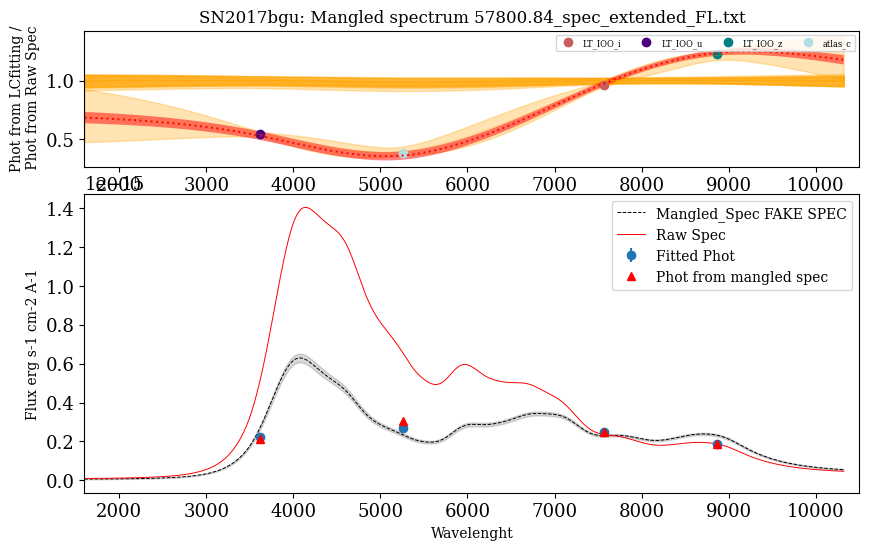 SN2017bgu: Mangled spectrum 57800.84_spec_extended_FL.txt
Phot from LCfitting /
Phot from Raw Spec
1.0
0.5
LT_IOO_i LT_IOO_u LT_IOO_z atlas_c
2000 3000 4000 5000 6000 7000 8000 9000 10000
Flux erg s-1 cm-2 A-1
1.4
1.2
1.0
0.8
0.6
0.4
0.2
0.0
Mangled_Spec FAKE SPEC
Raw Spec
Fitted Phot
Phot from mangled spec
2000 3000 4000 5000 6000 7000 8000 9000 10000
Wavelenght